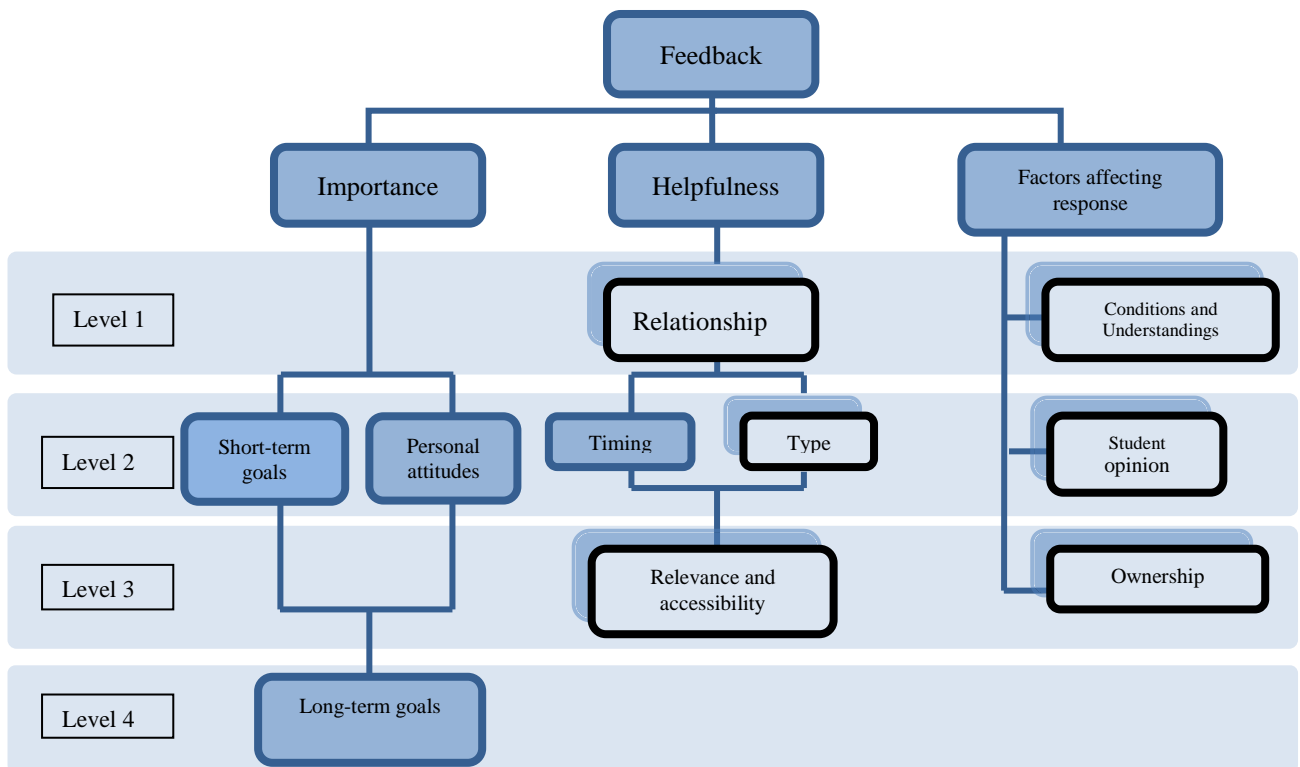 Feedback
Importance
Helpfulness
Factors affecting
response
Level 1
Relationship
Conditions and
Understandings
Level 2
Short-term
goals
Personal
attitudes
Timing
Type
Student
opinion
Level 3
Relevance and
accessibility
Ownership
Level 4
Long-term goals